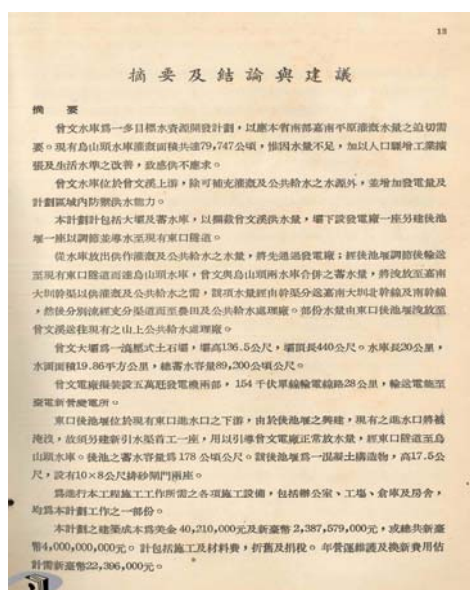 13
摘要及結論與建議
摘 要
曾文水庫爲一多目標水資源開發計劃,以應本省南部嘉南平原灌溉水量之迫切需
要。現有烏山頭水庫灌溉面積共達79,747公頃,惟因水量不足,加以人口驟增工業擴
張及生活水準之改善,致感供不應求。
曾文水庫位於曾文溪上游,除可補充灌溉及公共給水之水源外,並增加發電量及
計劃區域內防禦洪水能力。
本計劃計包括大壩及蓄水庫,以攔截曾文溪洪水量,壩下設發電廠一座另建後池
堰一座以調節並導水至現有東口隧道。
從水庫放出供作灌溉及公共給水之水量,將先通過發電廠;經後池堰調節後輸送
至現有東口隧道而達烏山頭水庫,曾文與烏山頭兩水庫合併之蓄水量,將洩放至嘉南
大圳幹渠以供灌溉及公共給水之需,該項水量經由幹渠分送嘉南大圳北幹線及南幹線
,然後分別流經支分渠道而至農田及公共給水處理廠。部份水量由東口後池堰洩放至
曾文溪送往現有之山上公共給水處理廠。
曾文大壩爲一滾壓式土石壩,壩高136.5公尺,壩頂長440公尺。水庫長20公里,
水面面積19.86平方公里,總蓄水容量89,200公頃公尺。
曾文電廠擬裝設五萬瓩發電機兩部,154千伏單線輸電線路28公里,輸送電能至
臺電新營變電所。
東口後池堰位於現有東口進水口之下游,由於後池堰之興建,現有之進水口將被
淹沒,故須另建新引水渠首工一座,用以引導曾文電廠正常放水量,經東口隧道至烏
山頭水庫。後池之蓄水容量爲 178 公頃公尺。該後池堰爲一混凝土構造物,高17.5公
尺,設有10×8公尺排砂閘門兩座。
爲進行本工程施工工作所需之各項施工設備,包括辦公室、工場、倉庫及房舍,
均爲本計劃工作之一部份。
本計劃之建築成本爲美金 40,210,000元及新臺幣 2,387,579,000元,或總共新臺
幣4,000,000,000元。計包括施工及材料費,折舊及捐稅。年營運維護及換新費用估
計需新臺幣22,396,000元。